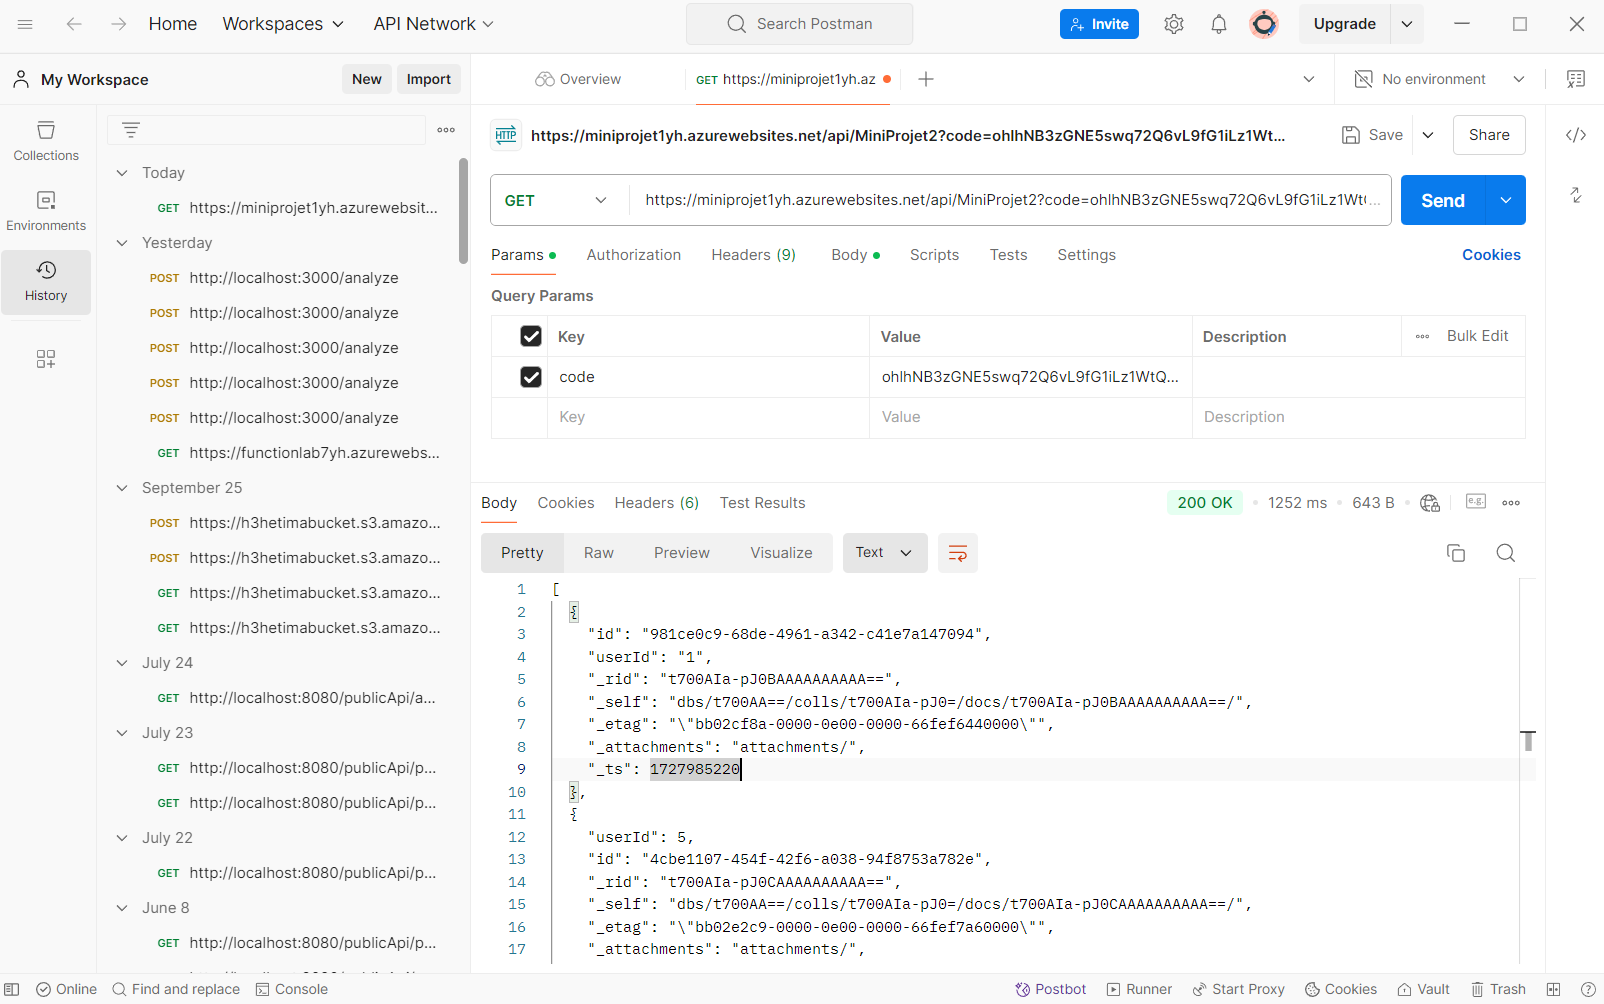 Home Workspaces API Network Search Postman Invite Upgrade
My Workspace New Import Overview GET https://miniprojet1yh.az No environment
Collections
Environments
History
Today
GET https://miniprojet1yh.azurewebsit...
Yesterday
POST http://localhost:3000/analyze
POST http://localhost:3000/analyze
POST http://localhost:3000/analyze
POST http://localhost:3000/analyze
POST http://localhost:3000/analyze
GET https://functionlab7yh.azurewebs...
September 25
POST https://h3hetimabucket.s3.amazo...
POST https://h3hetimabucket.s3.amazo...
GET https://h3hetimabucket.s3.amazo...
GET https://h3hetimabucket.s3.amazo...
July 24
GET http://localhost:8080/publicApi/a...
July 23
GET http://localhost:8080/publicApi/p...
GET http://localhost:8080/publicApi/p...
July 22
GET http://localhost:8080/publicApi/p...
June 8
GET http://localhost:8080/publicApi/p...
HTTP https://miniprojet1yh.azurewebsites.net/api/MiniProjet2?code=ohlhNB3zGNE5swq72Q6vL9fG1iLz1Wt... Save Share
GET https://miniprojet1yh.azurewebsites.net/api/MiniProjet2?code=ohlhNB3zGNE5swq72Q6vL9fG1iLz1Wt... Send
Params Authorization Headers (9) Body Scripts Tests Settings Cookies
Query Params
Key Value Description Bulk Edit
code ohlhNB3zGNE5swq72Q6vL9fG1iLz1WtQ...
Key Value Description
Body Cookies Headers (6) Test Results 200 OK 1252 ms 643 B e.g.
Pretty Raw Preview Visualize Text
1 [
2 {
3 "id": "981ce0c9-68de-4961-a342-c41e7a147094",
4 "userId": "1",
5 "_rid": "t700AIa-pJ0BAAAAAAAAAA==",
6 "_self": "dbs/t700AA==/colls/t700AIa-pJ0=/docs/t700AIa-pJ0BAAAAAAAAAA==/",
7 "_etag": "\"bb02cf8a-0000-0e00-0000-66fef6440000\"",
8 "_attachments": "attachments/",
9 "_ts": 1727985220
10 },
11 {
12 "userId": 5,
13 "id": "4cbe1107-454f-42f6-a038-94f8753a782e",
14 "_rid": "t700AIa-pJ0CAAAAAAAAAA==",
15 "_self": "dbs/t700AA==/colls/t700AIa-pJ0=/docs/t700AIa-pJ0CAAAAAAAAAA==/",
16 "_etag": "\"bb02e2c9-0000-0e00-0000-66fef7a60000\"",
17 "_attachments": "attachments/",
Online Find and replace Console Postbot Runner Start Proxy Cookies Vault Trash